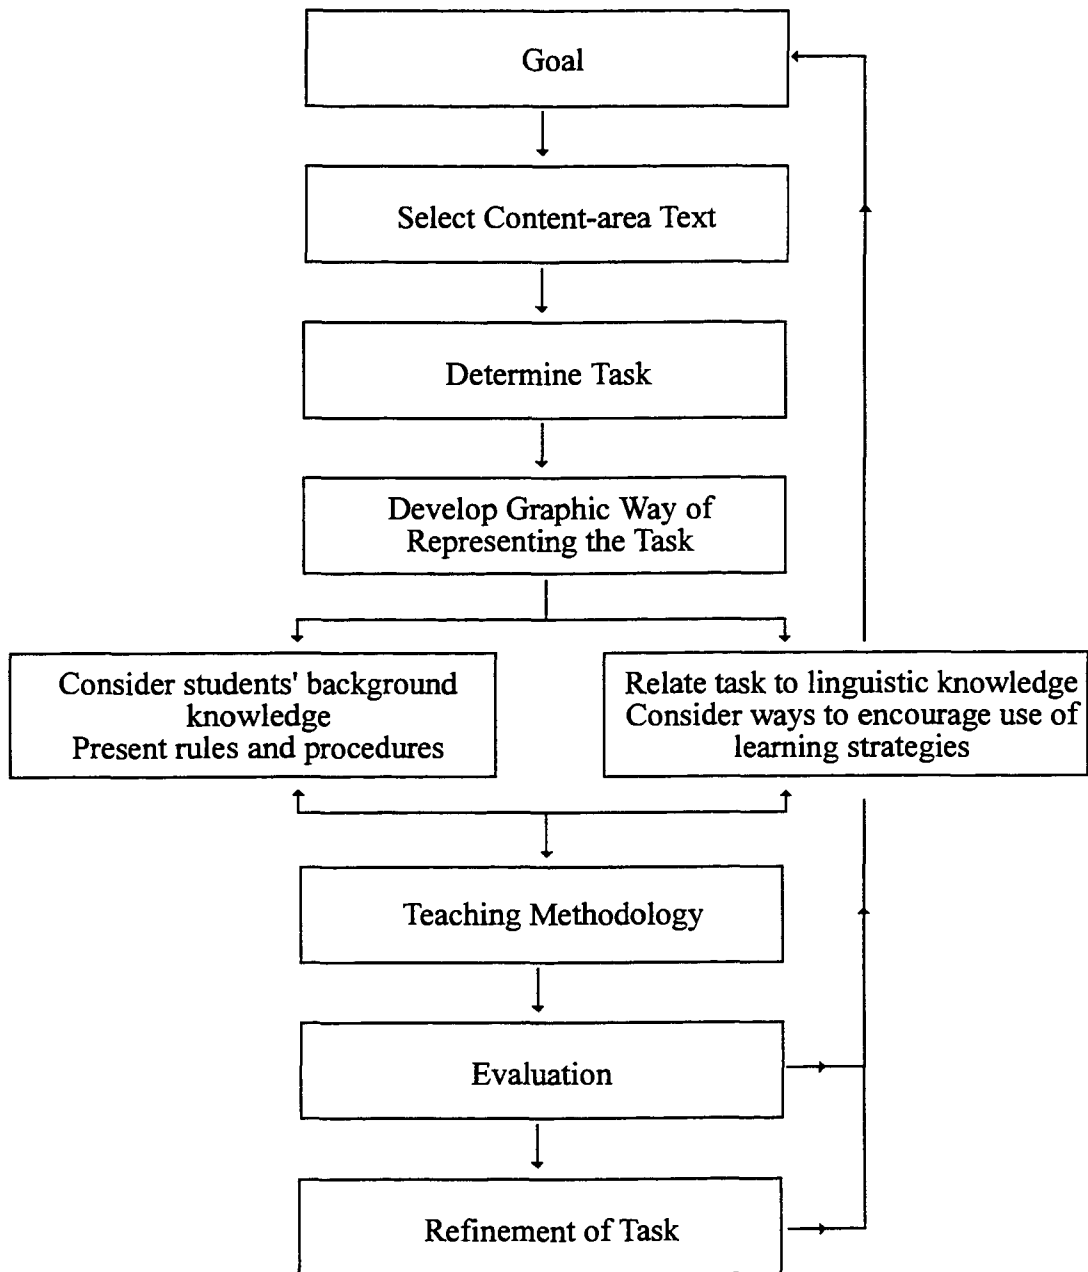 Goal
Select Content-area Text
Determine Task
Develop Graphic Way of
Representing the Task
Consider students' background
knowledge
Present rules and procedures
Relate task to linguistic knowledge
Consider ways to encourage use of
learning strategies
Teaching Methodology
Evaluation
Refinement of Task